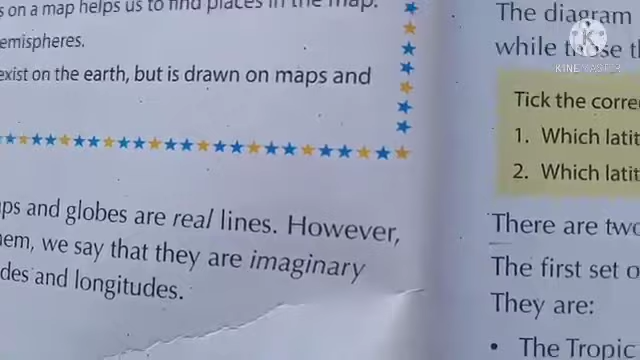 s on a map helps us to find places in the map.
emispheres.
exist on the earth, but is drawn on maps and
ps and globes are real lines. However,
em, we say that they are imaginary
des and longitudes.
The diagram
while those th
KINEMASTER
Tick the corre
1. Which latit
2. Which latit
There are two
The first set o
They are:
• The Tropic